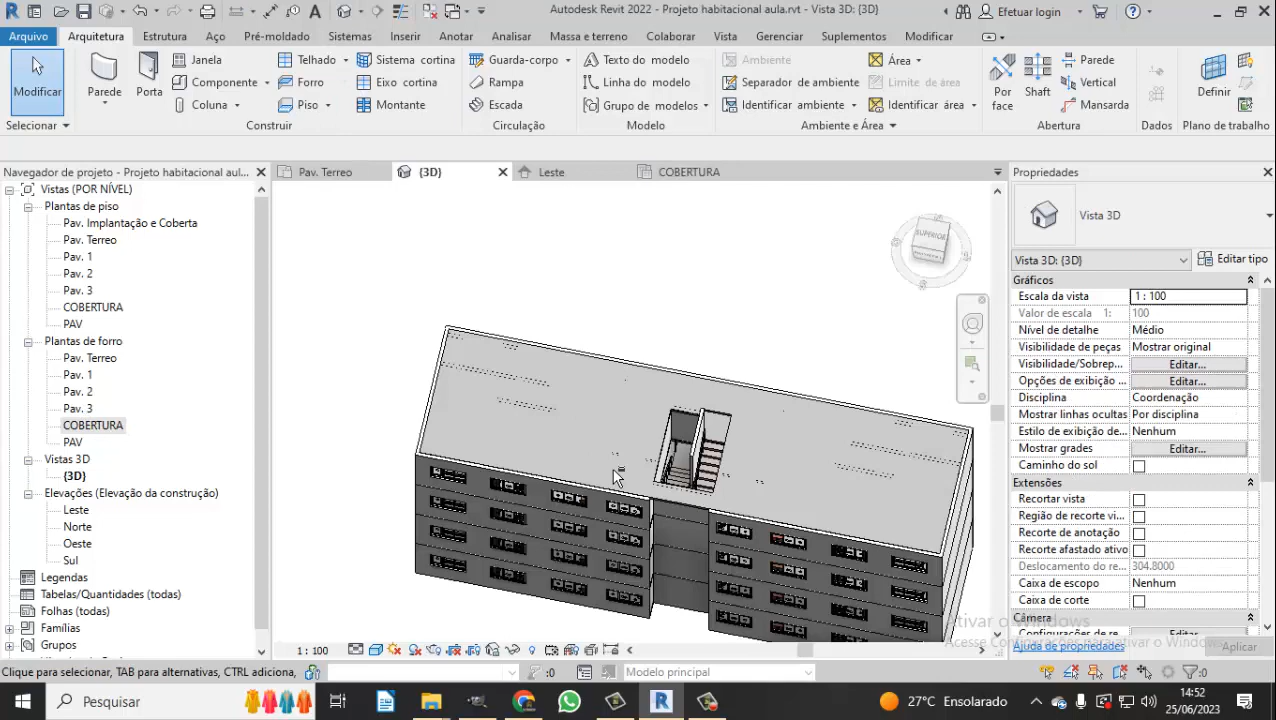 Autodesk Revit 2022 - Projeto habitacional aula.rvt - Vista 3D: {3D}
Efetuar login
Arquivo Arquitetura Estrutura Aço Pré-moldado Sistemas Inserir Anotar Analisar Massa e terreno Colaborar Vista Gerenciar Suplementos Modificar
Modificar
Parede
Porta
Janela
Componente
Coluna
Telhado
Forro
Piso
Sistema cortina
Eixo cortina
Montante
Guarda-corpo
Rampa
Escada
Texto do modelo
Linha do modelo
Grupo de modelos
Ambiente
Separador de ambiente
Identificar ambiente
Área
Limite de área
Identificar área
Por face
Shaft
Parede
Vertical
Mansarda
Definir
Selecionar Construir Circulação Modelo Ambiente e Área Abertura Dados Plano de trabalho
Navegador de projeto - Projeto habitacional aul...
Vistas (POR NÍVEL)
Plantas de piso
Pav. Implantação e Coberta
Pav. Terreo
Pav. 1
Pav. 2
Pav. 3
COBERTURA
PAV
Plantas de forro
Pav. Terreo
Pav. 1
Pav. 2
Pav. 3
COBERTURA
PAV
Vistas 3D
{3D}
Elevações (Elevação da construção)
Leste
Norte
Oeste
Sul
Legendas
Tabelas/Quantidades (todas)
Folhas (todas)
Famílias
Grupos
Pav. Terreo {3D} Leste COBERTURA
SUPERIOR
1 : 100
Propriedades
Vista 3D
Vista 3D: {3D} Editar tipo
Gráficos
Escala da vista 1 : 100
Valor de escala 1: 100
Nível de detalhe Médio
Visibilidade de peças Mostrar original
Visibilidade/Sobrep... Editar...
Opções de exibição ... Editar...
Disciplina Coordenação
Mostrar linhas ocultas Por disciplina
Estilo de exibição de... Nenhum
Mostrar grades Editar...
Caminho do sol
Extensões
Recortar vista
Região de recorte vi...
Recorte de anotação
Recorte afastado ativo
Deslocamento do re... 304.8000
Caixa de escopo Nenhum
Caixa de corte
Câmera
Configurações de re... Editar...
Ajuda de propriedades Aplicar
Ativar o Windows
Acesse Configurações para ativar o Windows.
Clique para selecionar, TAB para alternativas, CTRL adiciona, :0 Modelo principal :0
Pesquisar
27°C Ensolarado
14:52
25/06/2023